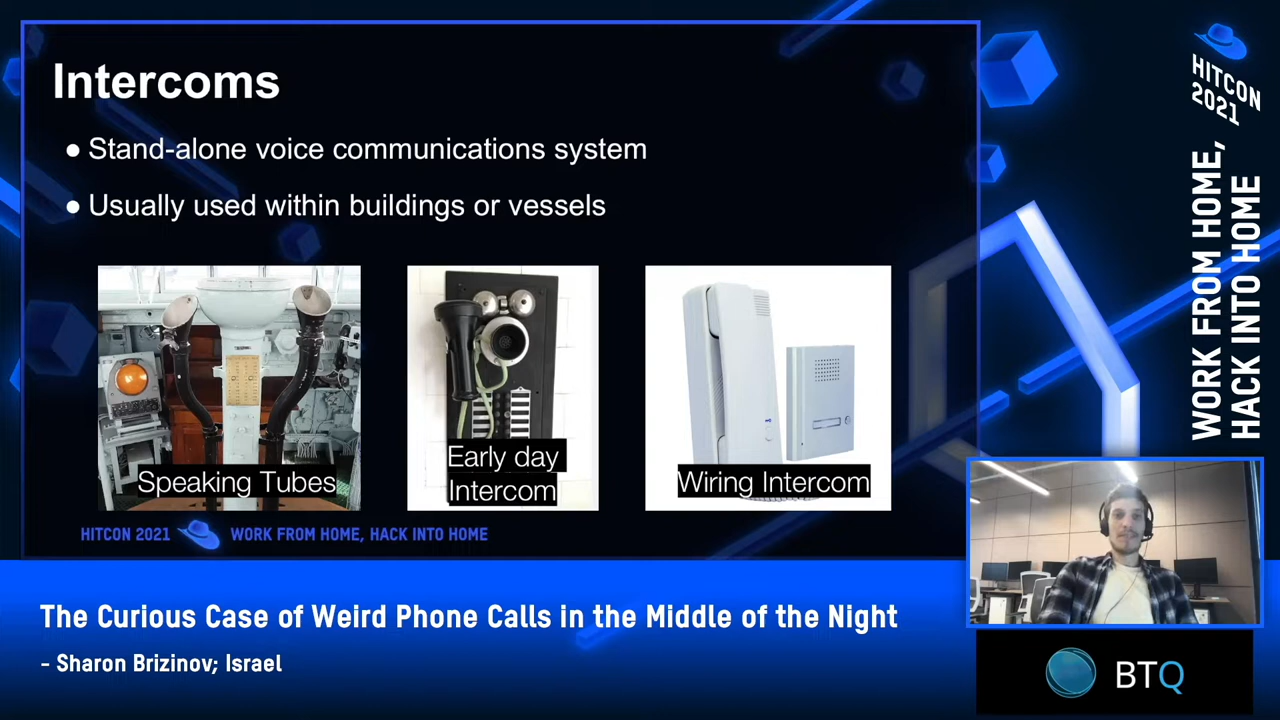 Intercoms
● Stand-alone voice communications system
● Usually used within buildings or vessels
Speaking Tubes
Early day
Intercom
Wiring Intercom
HITCON 2021 WORK FROM HOME, HACK INTO HOME
The Curious Case of Weird Phone Calls in the Middle of the Night
- Sharon Brizinov; Israel
HITCON
2021
WORK FROM HOME,
HACK INTO HOME
BTQ